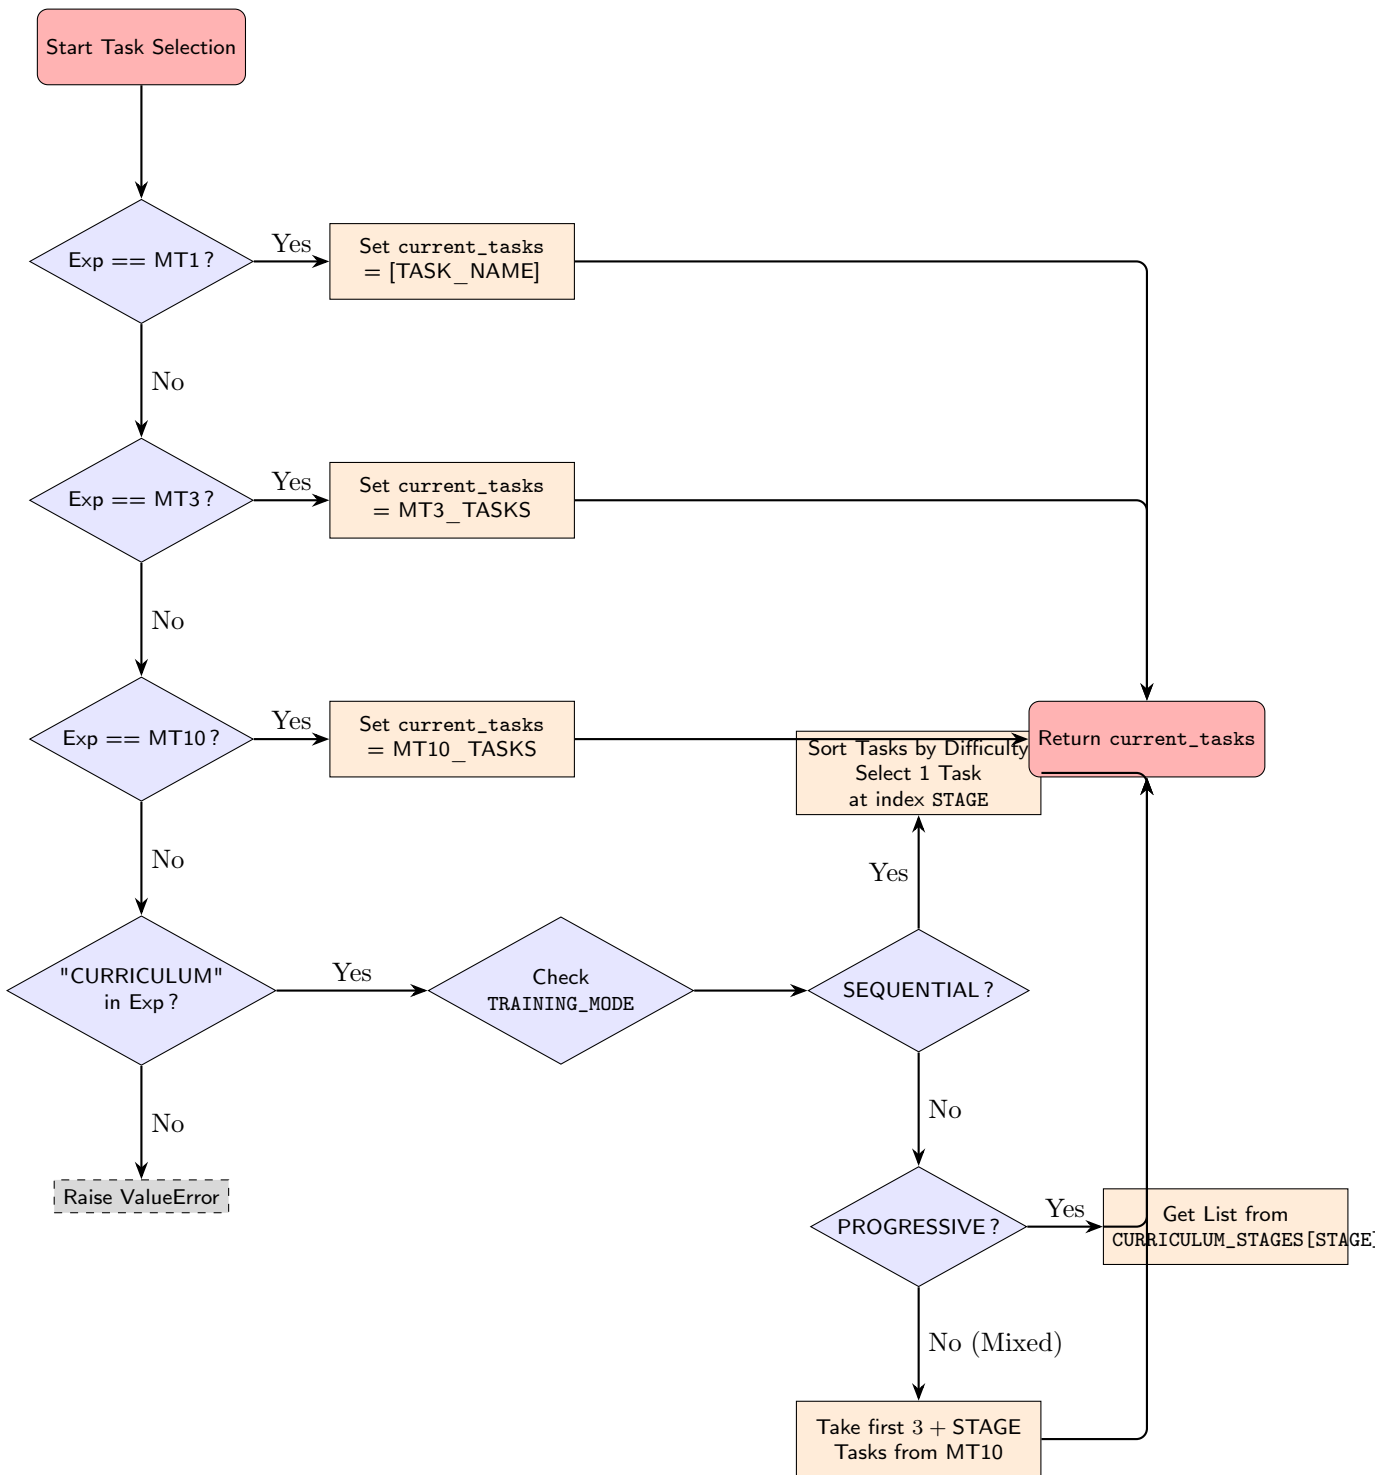 Start Task Selection
Exp == MT1?
Yes
Set current_tasks
= [TASK_NAME]
No
Exp == MT3?
Yes
Set current_tasks
= MT3_TASKS
No
Exp == MT10?
Yes
Set current_tasks
= MT10_TASKS
Sort Tasks by Difficulty
Select 1 Task
at index STAGE
Return current_tasks
No
Yes
"CURRICULUM"
in Exp?
Yes
Check
TRAINING_MODE
SEQUENTIAL?
No
No
Raise ValueError
PROGRESSIVE?
Yes
Get List from
CURRICULUM_STAGES[STAGE]
No (Mixed)
Take first 3 + STAGE
Tasks from MT10